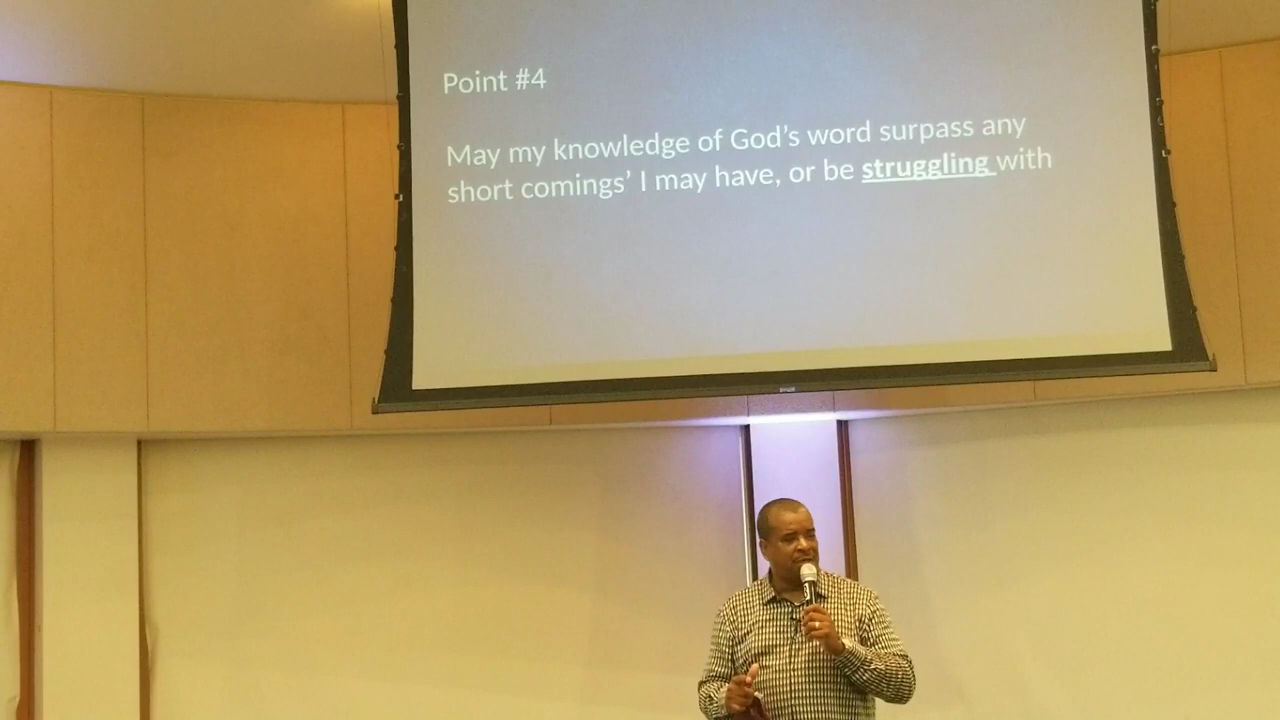 Point #4
May my knowledge of God’s word surpass any
short comings’ I may have, or be struggling with